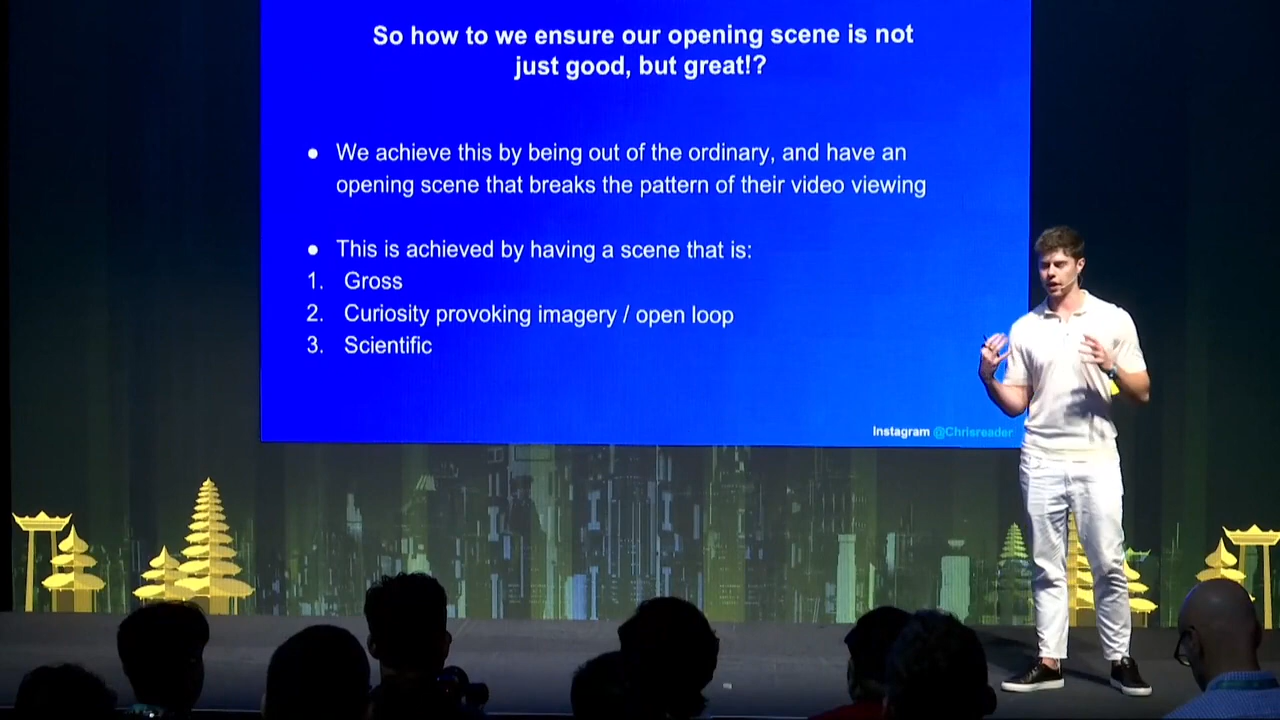 So how to we ensure our opening scene is not
just good, but great!?
● We achieve this by being out of the ordinary, and have an
opening scene that breaks the pattern of their video viewing
● This is achieved by having a scene that is:
1. Gross
2. Curiosity provoking imagery / open loop
3. Scientific
Instagram @Chrisreader